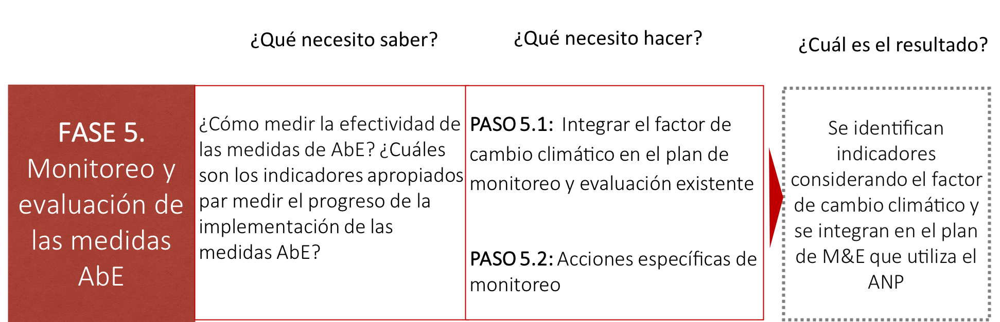 ¿Qué necesito saber?
¿Qué necesito hacer?
¿Cuál es el resultado?
FASE 5.
Monitoreo y
evaluación de
las medidas
AbE
¿Cómo medir la efectividad de
las medidas de AbE? ¿Cuáles
son los indicadores apropiados
par medir el progreso de la
implementación de las
medidas AbE?
PASO 5.1: Integrar el factor de
cambio climático en el plan de
monitoreo y evaluación existente
PASO 5.2: Acciones específicas de
monitoreo
Se identifican
indicadores
considerando el factor
de cambio climático y
se integran en el plan
de M&E que utiliza el
ANP